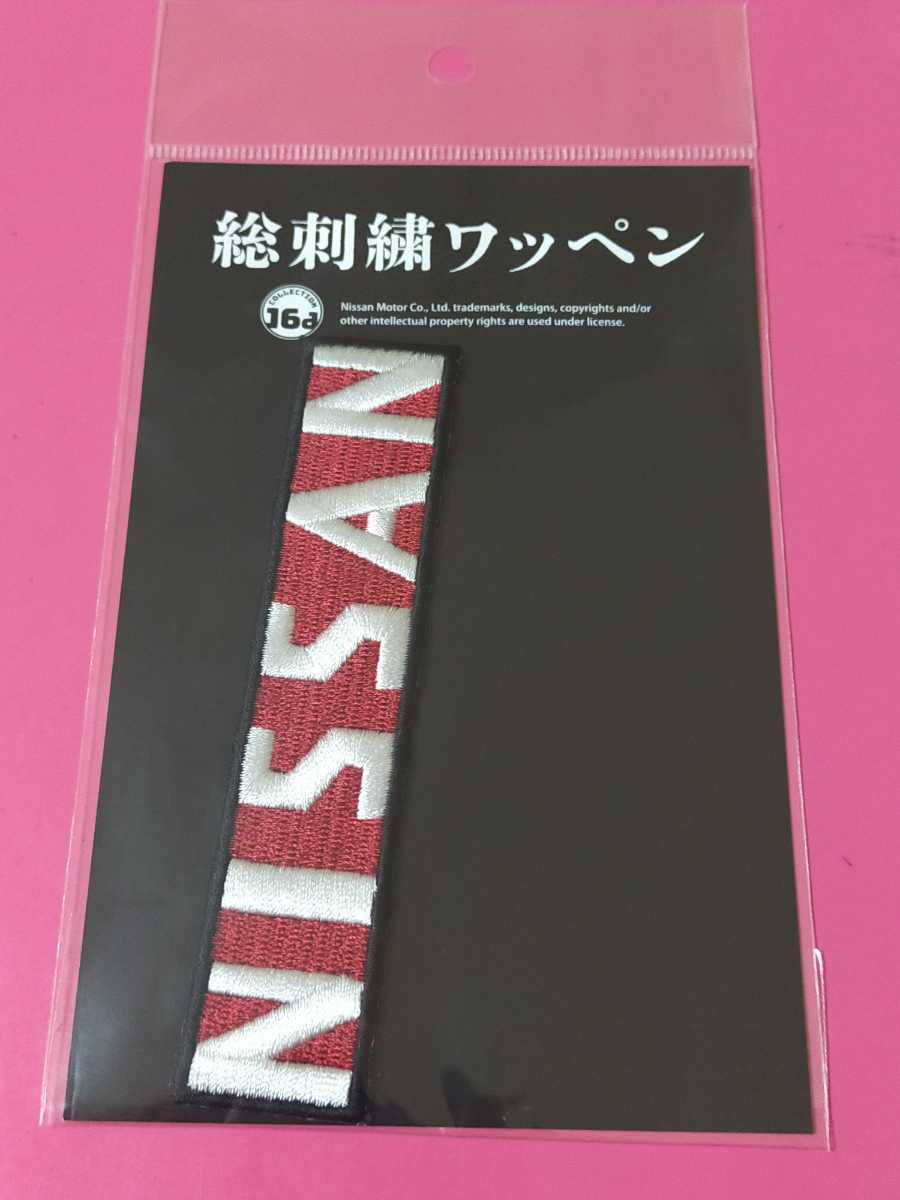 総刺繍ワッペン
COLLECTION
J6d
Nissan Motor Co., Ltd. trademarks, designs, copyrights and/or
other intellectual property rights are used under license.
NISSAN